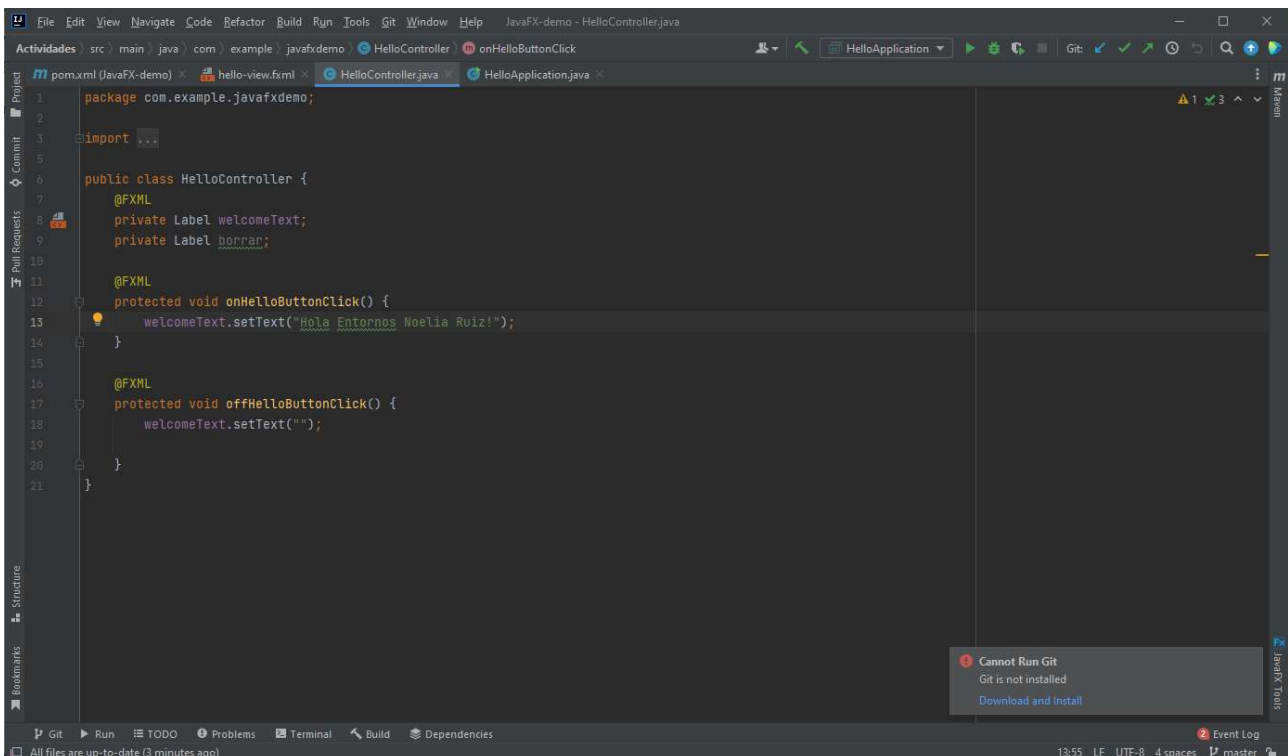 File Edit View Navigate Code Refactor Build Run Tools Git Window Help JavaFX-demo - HelloController.java
Actividades src main java com example javafxdemo HelloController onHelloButtonClick HelloApplication Git:
pom.xml (JavaFX-demo) hello-view.fxml HelloController.java HelloApplication.java
Project
Commit
Pull Requests
Structure
Bookmarks
1 package com.example.javafxdemo;
2
3 import ...
5
6 public class HelloController {
7 @FXML
8 private Label welcomeText;
9 private Label borrar;
10
11 @FXML
12 protected void onHelloButtonClick() {
13 welcomeText.setText("Hola Entornos Noelia Ruiz!");
14 }
15
16 @FXML
17 protected void offHelloButtonClick() {
18 welcomeText.setText("");
19
20 }
21 }
1 3
Maven
JavaFX Tools
Cannot Run Git
Git is not installed
Download and Install
Git Run TODO Problems Terminal Build Dependencies 2 Event Log
All files are up-to-date (3 minutes ago) 13:55 LF UTF-8 4 spaces master